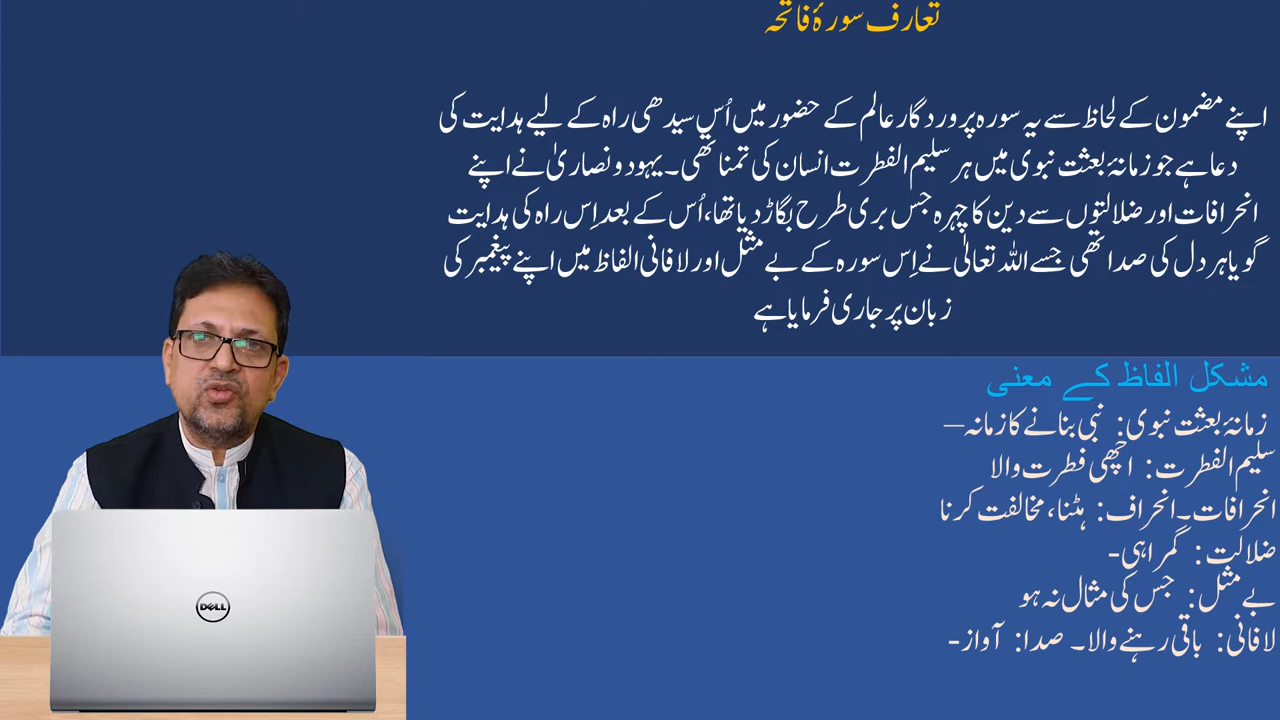 تعارف سورۂ فاتحہ
اپنے مضمون کے لحاظ سے یہ سورہ پروردگار عالم کے حضور میں اُس سیدھی راہ کے لیے ہدایت کی
دعا ہے جو زمانۂ بعثت نبوی میں ہر سلیم الفطرت انسان کی تمنا تھی۔ یہود و نصاریٰ نے اپنے
انحرافات اور ضلالتوں سے دین کا چہرہ جس بری طرح بگاڑ دیا تھا، اُس کے بعد اِس راہ کی ہدایت
گویا ہر دل کی صدا تھی جسے اللہ تعالٰی نے اِس سورہ کے بے مثل اور لافانی الفاظ میں اپنے پیغمبر کی
زبان پر جاری فرمایا ہے
مشکل الفاظ کے معنی
زمانۂ بعثت نبوی: نبی بنانے کا زمانہ –
سلیم الفطرت: اچھی فطرت والا
انحرافات۔ انحراف: ہٹنا، مخالفت کرنا
ضلالت: گمراہی-
بے مثل: جس کی مثال نہ ہو
لافانی: باقی رہنے والا۔ صدا: آواز-
DELL